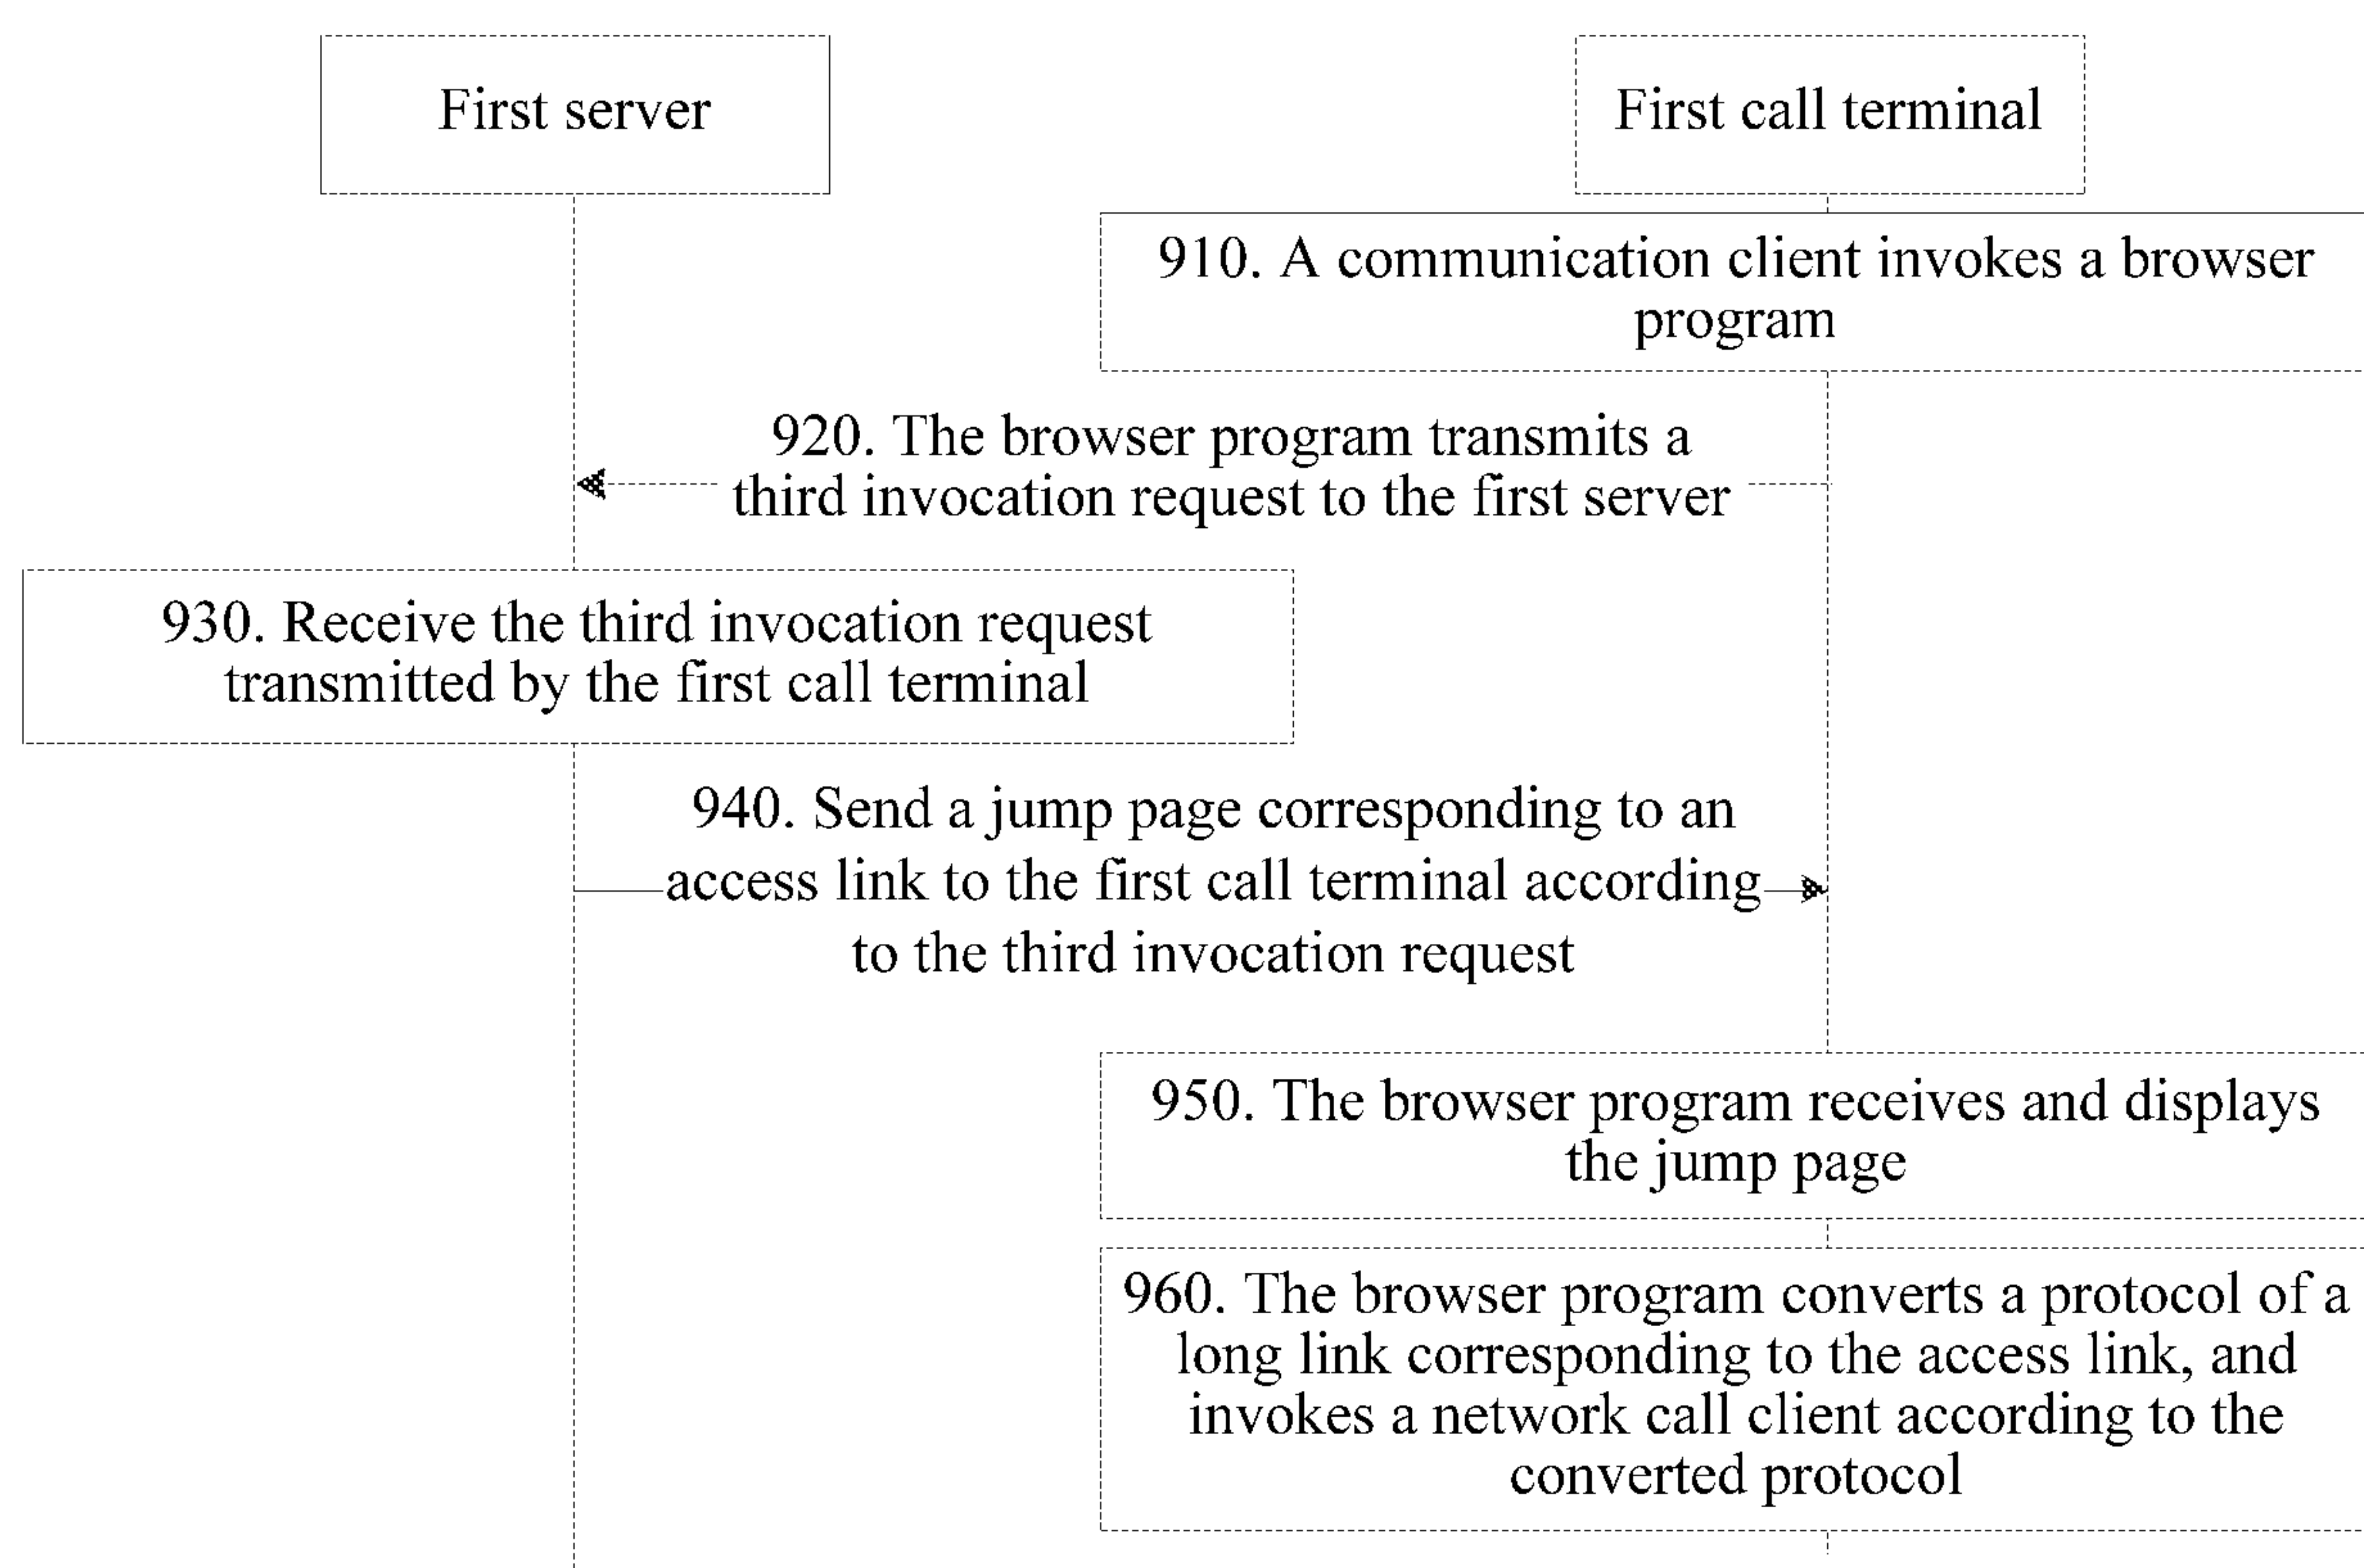 First server
First call terminal
910. A communication client invokes a browser
program
920. The browser program transmits a
third invocation request to the first server
930. Receive the third invocation request
transmitted by the first call terminal
940. Send a jump page corresponding to an
access link to the first call terminal according
to the third invocation request
950. The browser program receives and displays
the jump page
960. The browser program converts a protocol of a
long link corresponding to the access link, and
invokes a network call client according to the
converted protocol